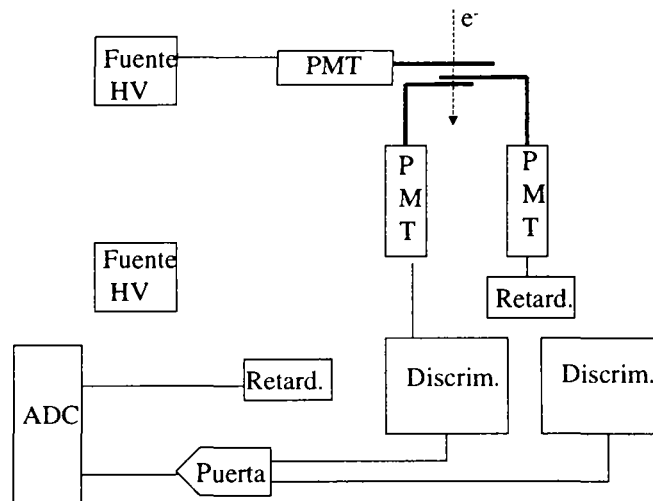 e-
Fuente
HV
PMT
P
M
T
P
M
T
Fuente
HV
Retard.
Retard.
Discrim.
Discrim.
ADC
Puerta